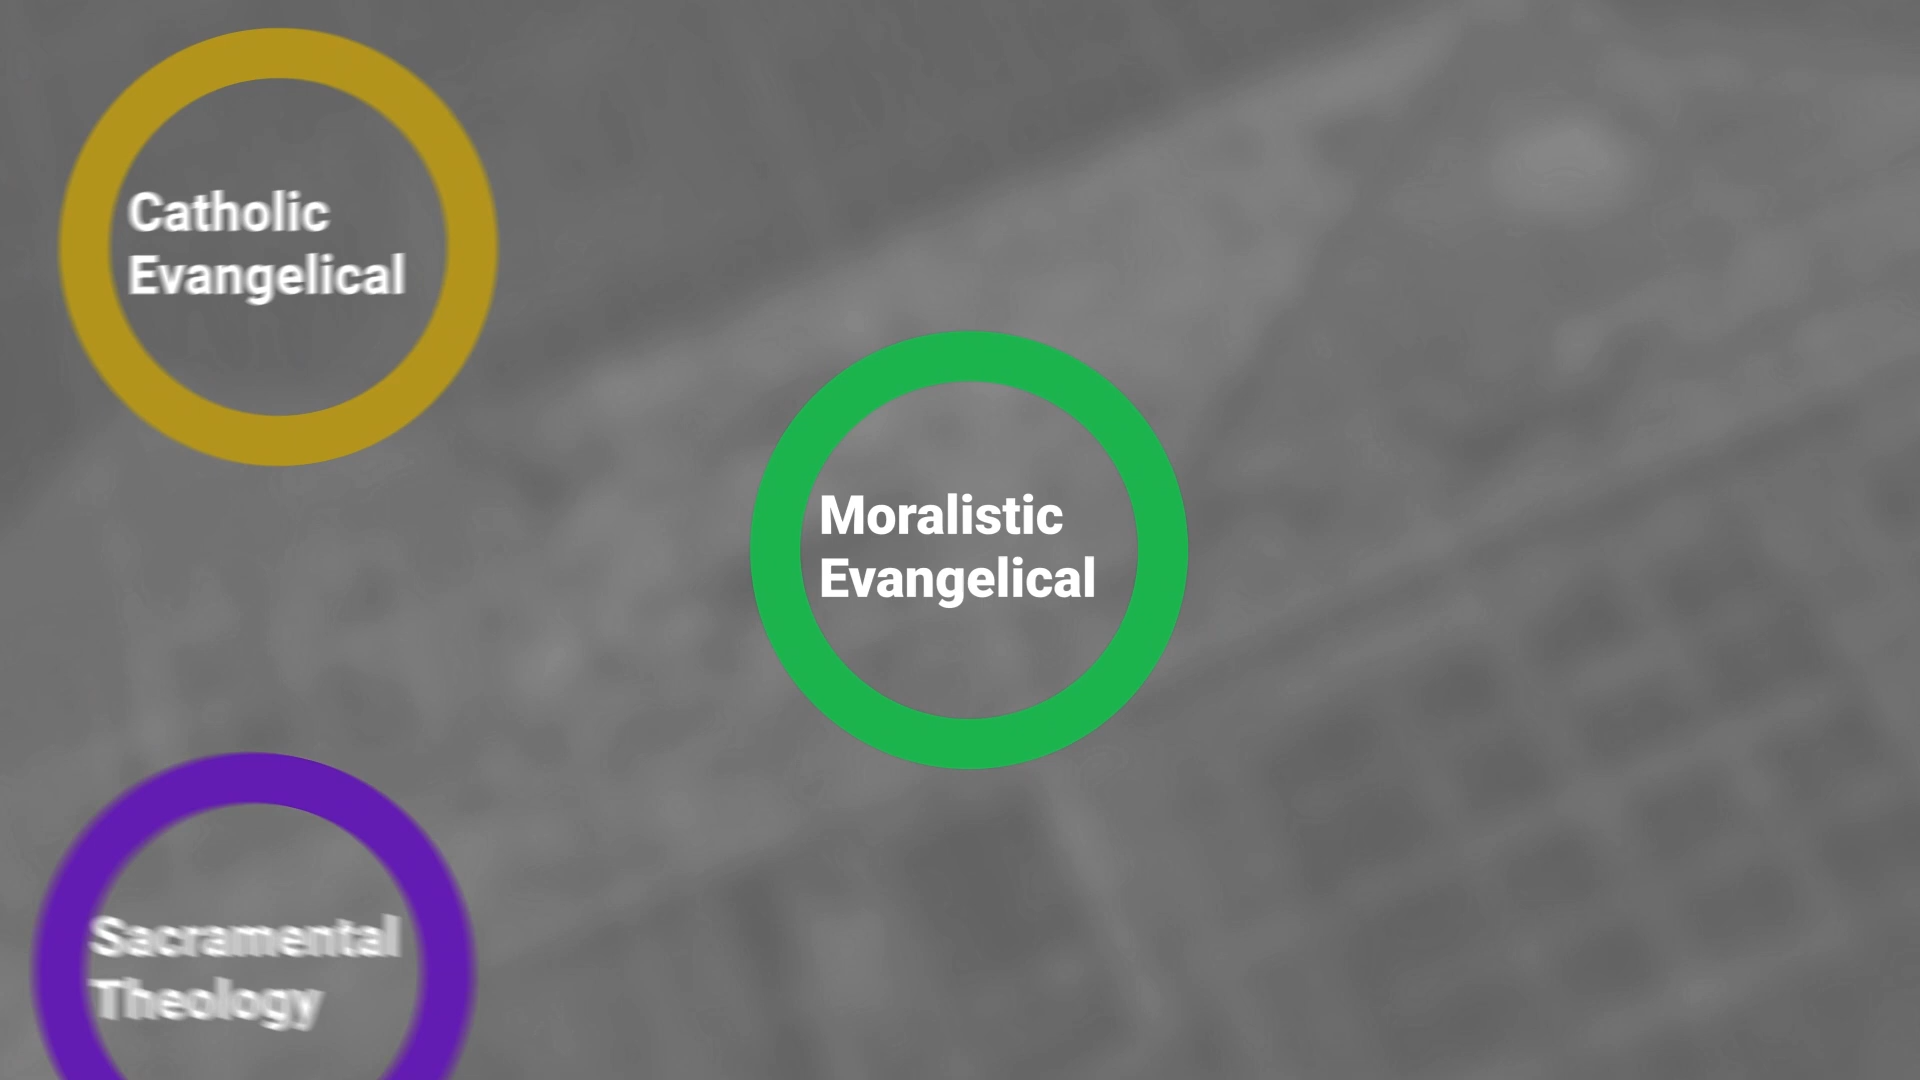 Catholic
Evangelical
Moralistic
Evangelical
Sacramental
Theology